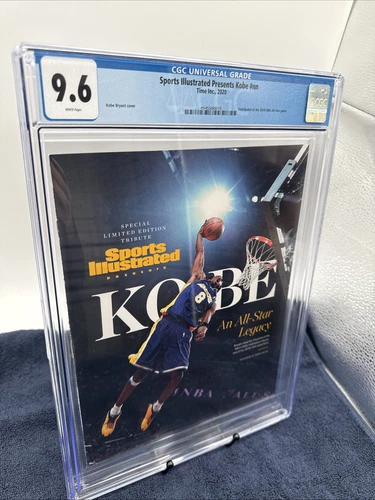 CGC UNIVERSAL GRADE
9.6
WHITE Pages
Sports Illustrated Presents Kobe #nn
Time Inc., 2020
Kobe Bryant cover
SPECIAL
LIMITED EDITION
TRIBUTE
Sports
Illustrated
PRESENTS
KOBE
8
An All-Star
Legacy